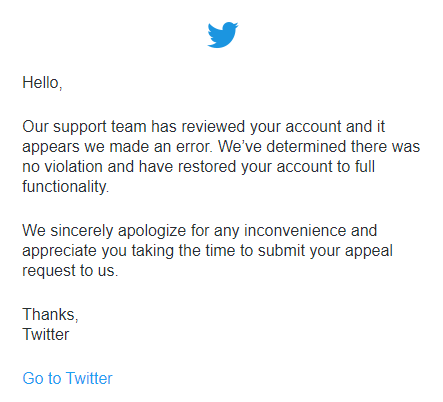 Hello,
Our support team has reviewed your account and it
appears we made an error. We’ve determined there was
no violation and have restored your account to full
functionality.
We sincerely apologize for any inconvenience and
appreciate you taking the time to submit your appeal
request to us.
Thanks,
Twitter
Go to Twitter